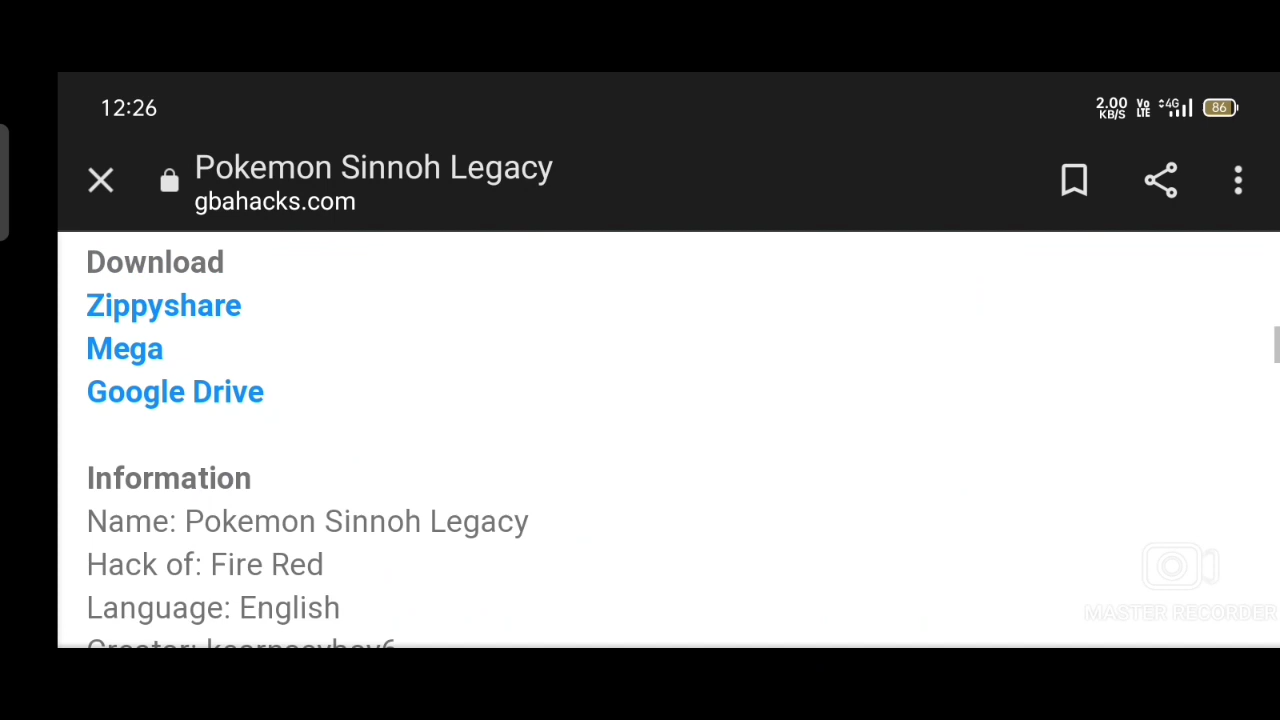 12:26
2.00 KB/S Vo LTE 4G 86
Pokemon Sinnoh Legacy
gbahacks.com
Download
Zippyshare
Mega
Google Drive
Information
Name: Pokemon Sinnoh Legacy
Hack of: Fire Red
Language: English
MASTER RECORDER
Creator: